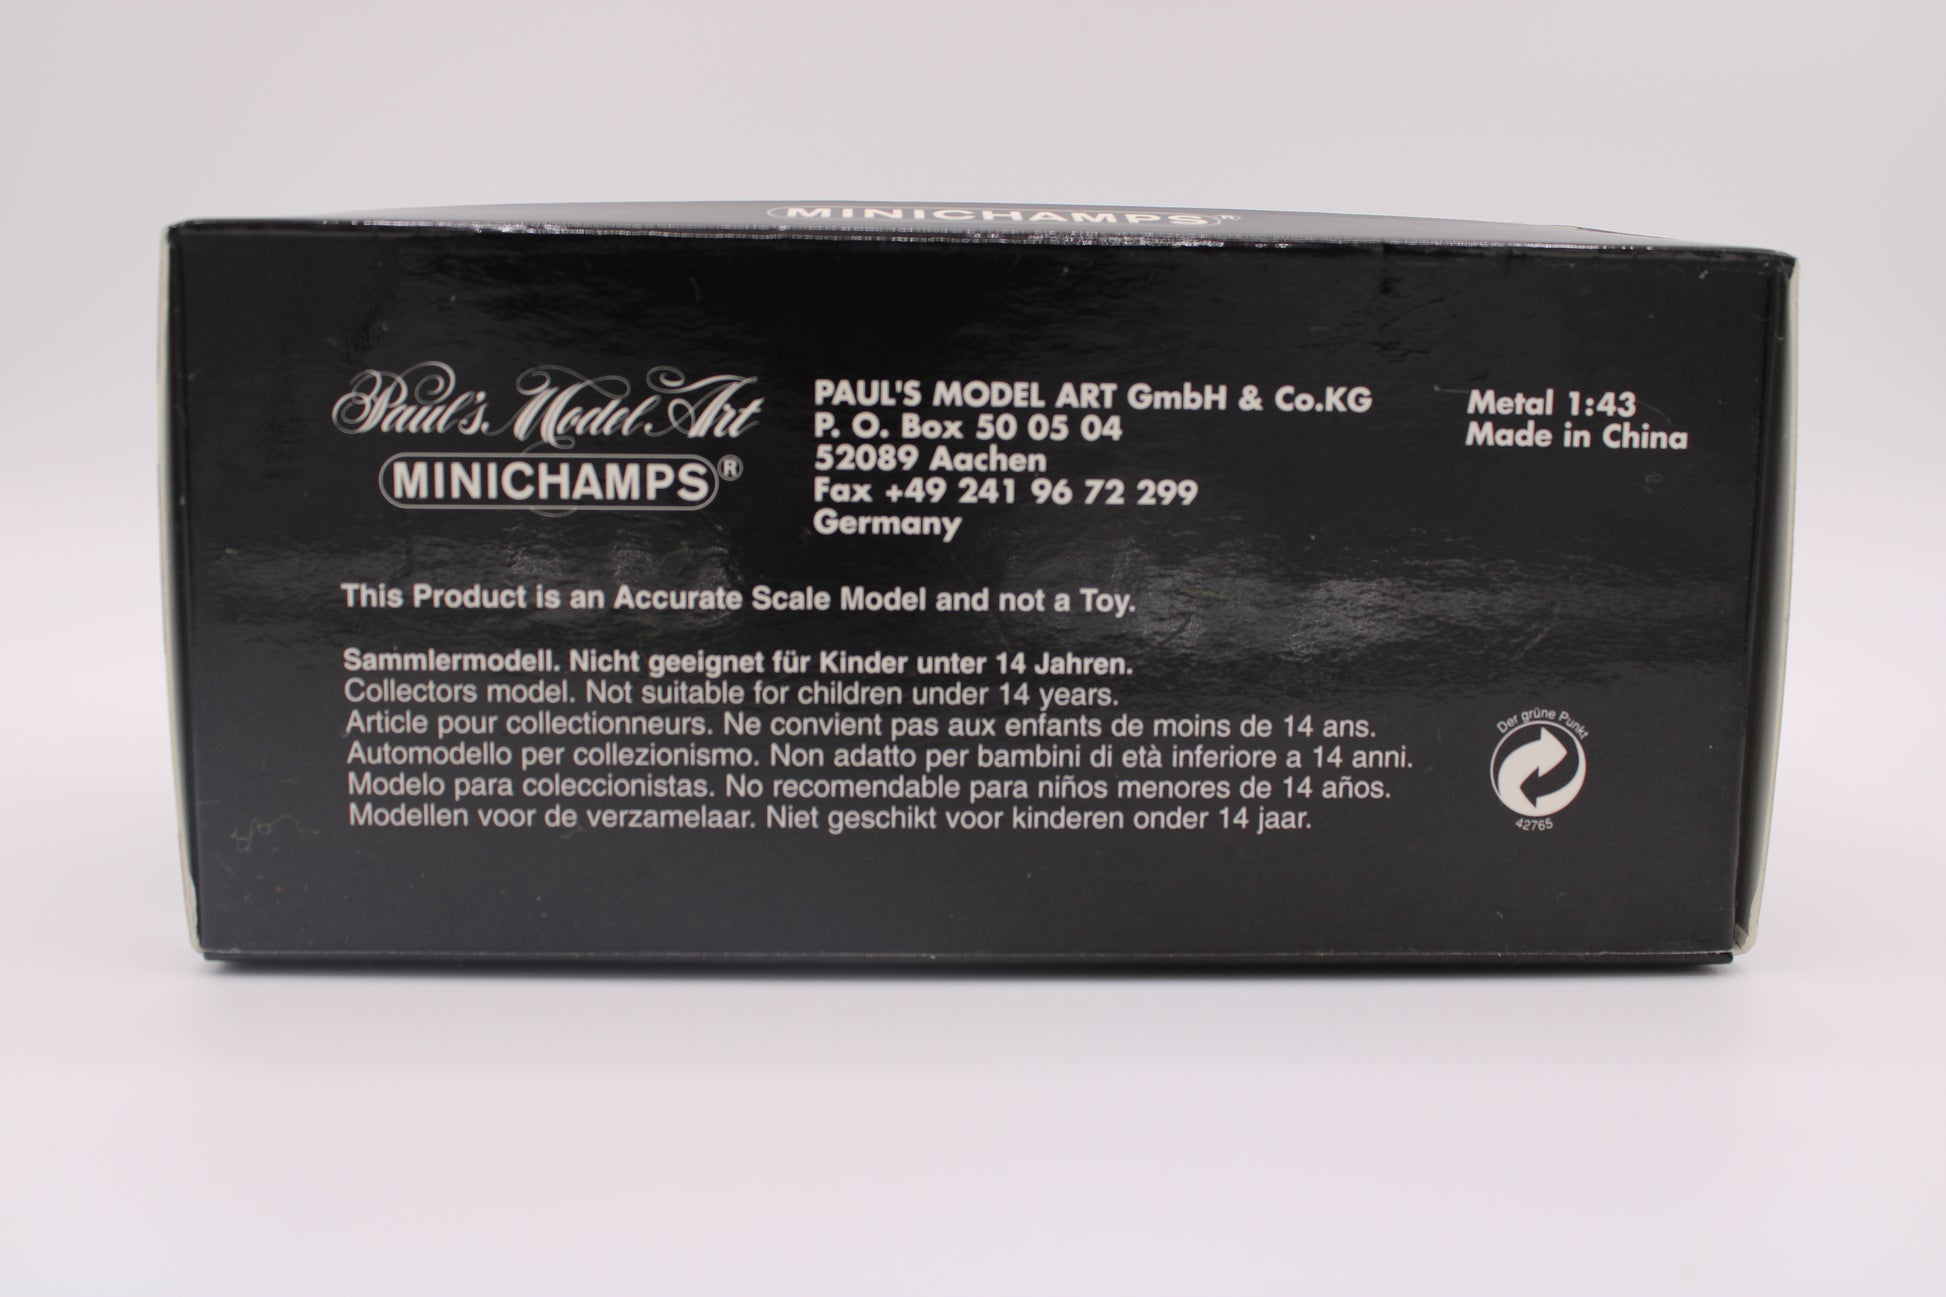 MINICHAMPS®
Paul's Model Art
MINICHAMPS®
PAUL'S MODEL ART GmbH & Co.KG
P. O. Box 50 05 04
52089 Aachen
Fax +49 241 96 72 299
Germany
Metal 1:43
Made in China
This Product is an Accurate Scale Model and not a Toy.
Sammlermodell. Nicht geeignet für Kinder unter 14 Jahren.
Collectors model. Not suitable for children under 14 years.
Article pour collectionneurs. Ne convient pas aux enfants de moins de 14 ans.
Automodello per collezionismo. Non adatto per bambini di età inferiore a 14 anni.
Modelo para coleccionistas. No recomendable para niños menores de 14 años.
Modellen voor de verzamelaar. Niet geschikt voor kinderen onder 14 jaar.
Der grüne Punkt
42765